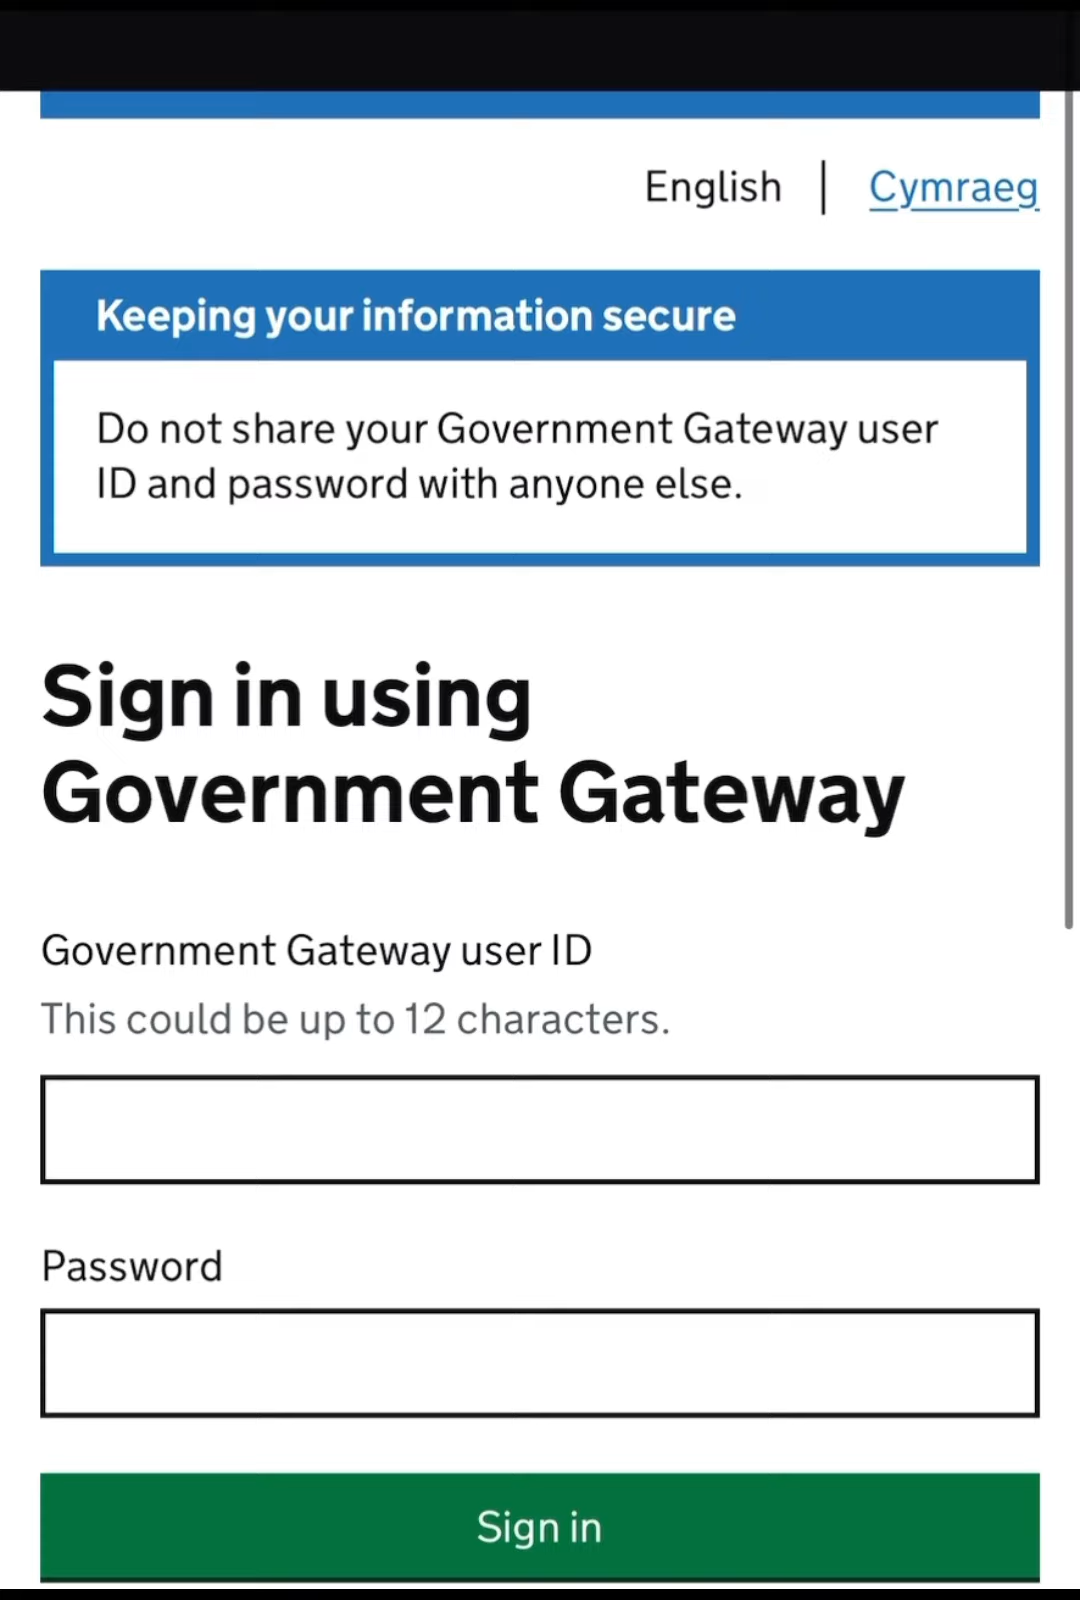 English | Cymraeg
Keeping your information secure
Do not share your Government Gateway user
ID and password with anyone else.
Sign in using
Government Gateway
Government Gateway user ID
This could be up to 12 characters.
Password
Sign in